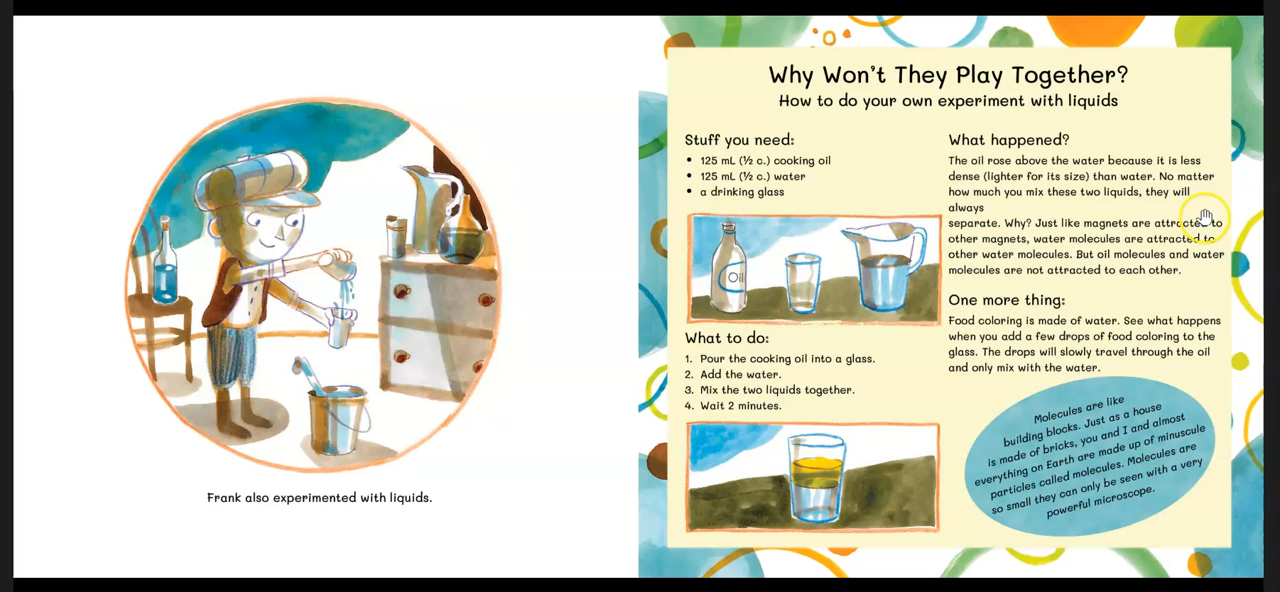 Frank also experimented with liquids.
Why Won't They Play Together?
How to do your own experiment with liquids
Stuff you need:
• 125 mL (½ c.) cooking oil
• 125 mL (½ c.) water
• a drinking glass
Oil
What to do:
1. Pour the cooking oil into a glass.
2. Add the water.
3. Mix the two liquids together.
4. Wait 2 minutes.
What happened?
The oil rose above the water because it is less
dense (lighter for its size) than water. No matter
how much you mix these two liquids, they will
always
separate. Why? Just like magnets are attracted to
other magnets, water molecules are attracted to
other water molecules. But oil molecules and water
molecules are not attracted to each other.
One more thing:
Food coloring is made of water. See what happens
when you add a few drops of food coloring to the
glass. The drops will slowly travel through the oil
and only mix with the water.
Molecules are like
building blocks. Just as a house
is made of bricks, you and I and almost
everything on Earth are made up of minuscule
particles called molecules. Molecules are
so small they can only be seen with a very
powerful microscope.